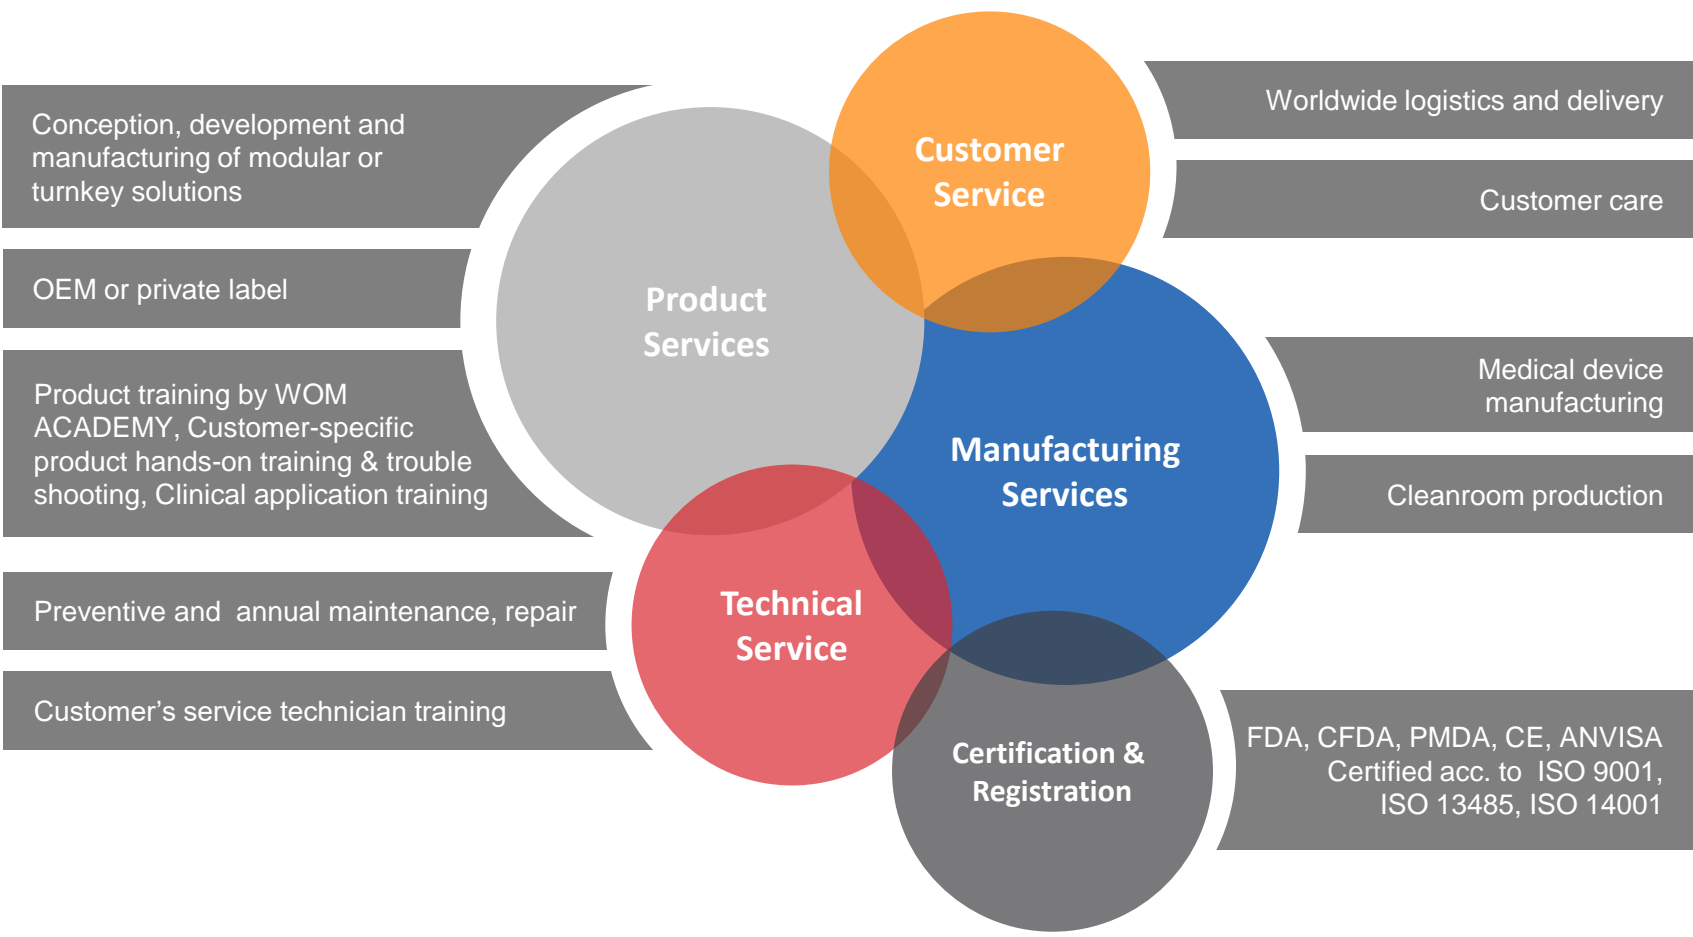 Conception, development and
manufacturing of modular or
turnkey solutions
OEM or private label
Product training by WOM
ACADEMY, Customer-specific
product hands-on training & trouble
shooting, Clinical application training
Preventive and  annual maintenance, repair
Customer’s service technician training
Product
Services
Customer
Service
Manufacturing
Services
Technical
Service
Certification &
Registration
Worldwide logistics and delivery
Customer care
Medical device
manufacturing
Cleanroom production
FDA, CFDA, PMDA, CE, ANVISA
Certified acc. to  ISO 9001,
ISO 13485, ISO 14001